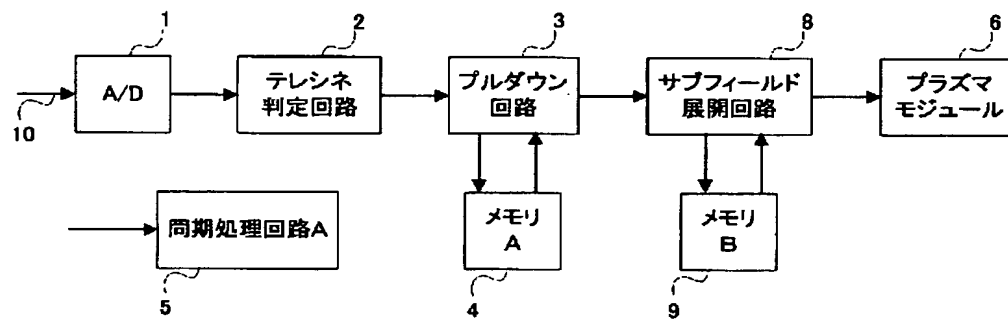 1
2
3
8
6
A/D
テレシネ
判定回路
プルダウン
回路
サブフィールド
展開回路
プラズマ
モジュール
10
同期処理回路A
メモリ
A
メモリ
B
5
4
9